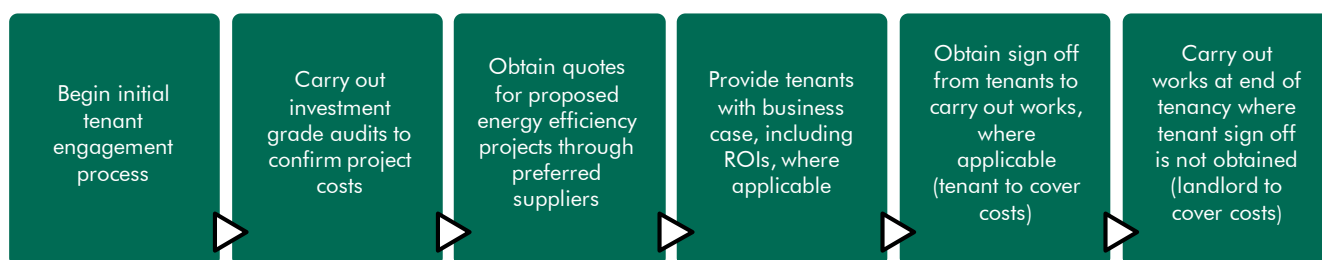 Begin initial
tenant
engagement
process
Carry out
investment
grade audits to
confirm project
costs
Obtain quotes
for proposed
energy efficiency
projects through
preferred
suppliers
Provide tenants
with business
case, including
ROIs, where
applicable
Obtain sign off
from tenants to
carry out works,
where
applicable
(tenant to cover
costs)
Carry out
works at end of
tenancy where
tenant sign off
is not obtained
(landlord to
cover costs)